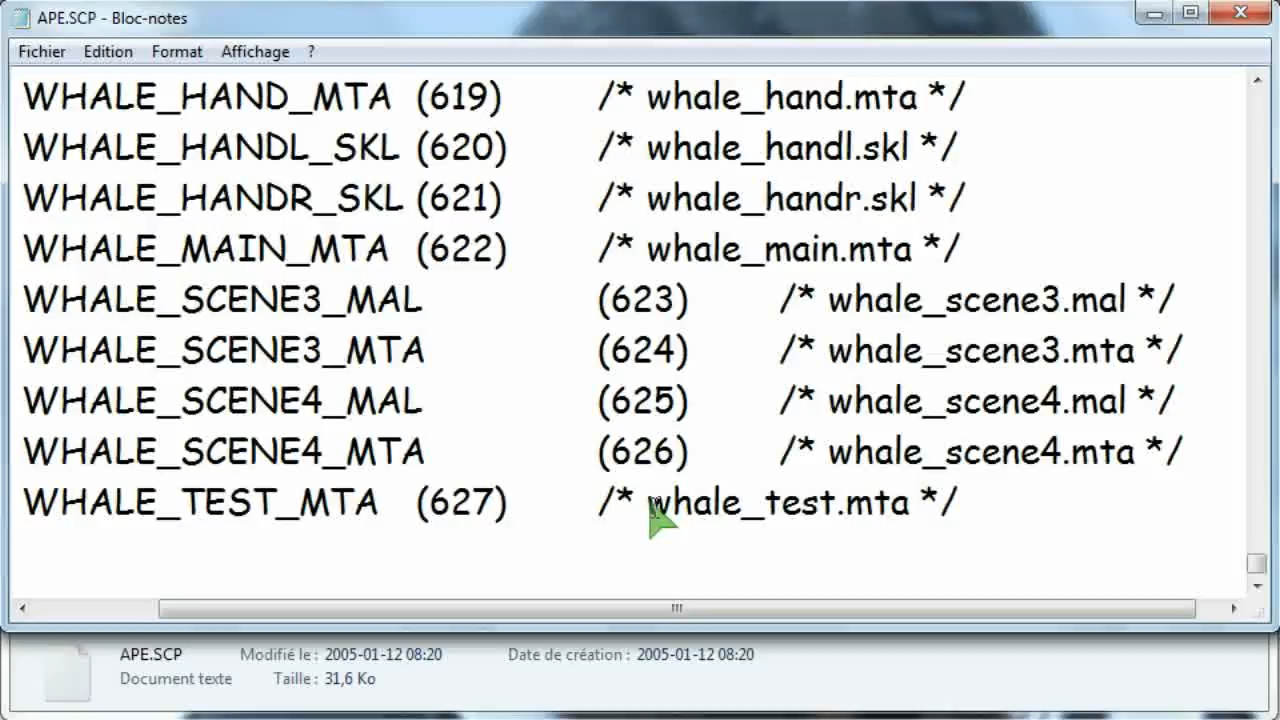 APE.SCP - Bloc-notes
Fichier Edition Format Affichage ?
WHALE_HAND_MTA (619) /* whale_hand.mta */
WHALE_HANDL_SKL (620) /* whale_handl.skl */
WHALE_HANDR_SKL (621) /* whale_handr.skl */
WHALE_MAIN_MTA (622) /* whale_main.mta */
WHALE_SCENE3_MAL (623) /* whale_scene3.mal */
WHALE_SCENE3_MTA (624) /* whale_scene3.mta */
WHALE_SCENE4_MAL (625) /* whale_scene4.mal */
WHALE_SCENE4_MTA (626) /* whale_scene4.mta */
WHALE_TEST_MTA (627) /* whale_test.mta */
APE.SCP Modifié le : 2005-01-12 08:20 Date de création : 2005-01-12 08:20
Document texte Taille : 31,6 Ko